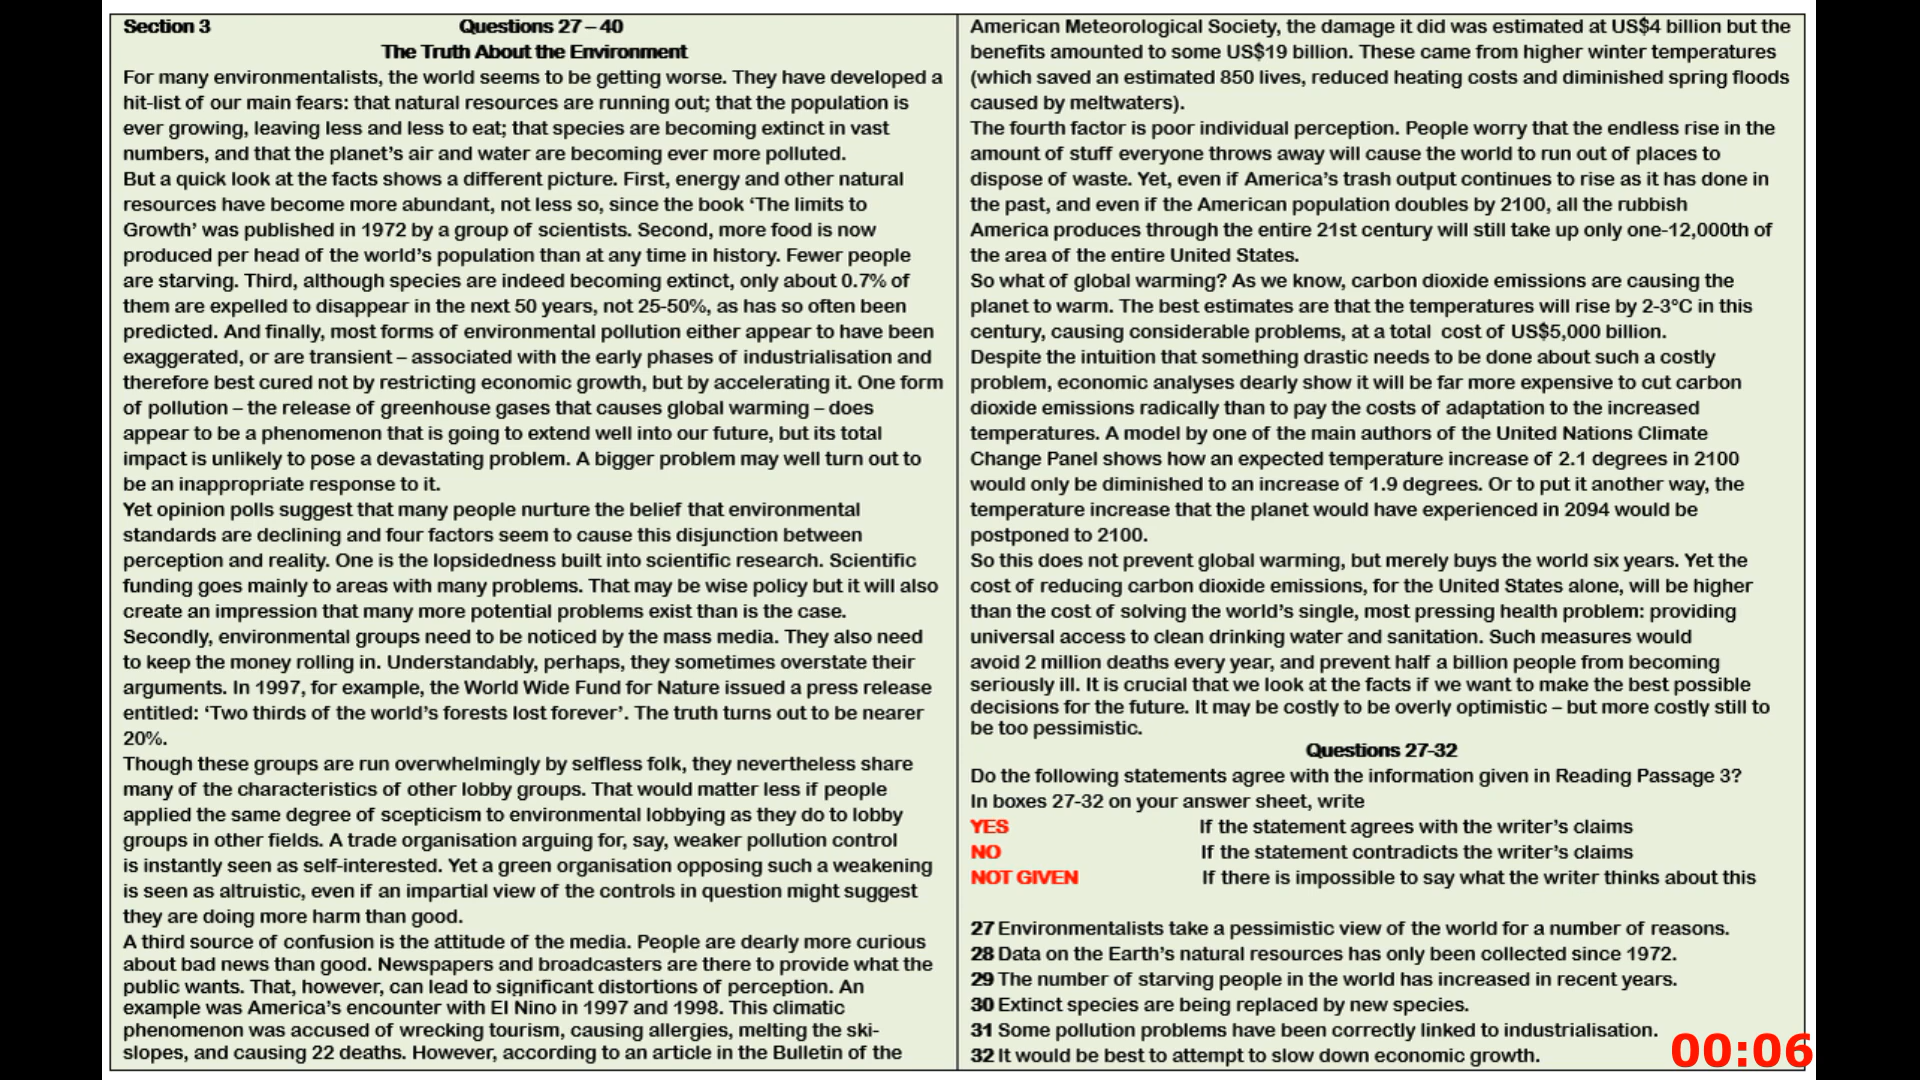 Section 3 Questions 27 – 40
The Truth About the Environment
For many environmentalists, the world seems to be getting worse. They have developed a
hit-list of our main fears: that natural resources are running out; that the population is
ever growing, leaving less and less to eat; that species are becoming extinct in vast
numbers, and that the planet's air and water are becoming ever more polluted.
But a quick look at the facts shows a different picture. First, energy and other natural
resources have become more abundant, not less so, since the book ‘The limits to
Growth’ was published in 1972 by a group of scientists. Second, more food is now
produced per head of the world's population than at any time in history. Fewer people
are starving. Third, although species are indeed becoming extinct, only about 0.7% of
them are expelled to disappear in the next 50 years, not 25-50%, as has so often been
predicted. And finally, most forms of environmental pollution either appear to have been
exaggerated, or are transient – associated with the early phases of industrialisation and
therefore best cured not by restricting economic growth, but by accelerating it. One form
of pollution – the release of greenhouse gases that causes global warming – does
appear to be a phenomenon that is going to extend well into our future, but its total
impact is unlikely to pose a devastating problem. A bigger problem may well turn out to
be an inappropriate response to it.
Yet opinion polls suggest that many people nurture the belief that environmental
standards are declining and four factors seem to cause this disjunction between
perception and reality. One is the lopsidedness built into scientific research. Scientific
funding goes mainly to areas with many problems. That may be wise policy but it will also
create an impression that many more potential problems exist than is the case.
Secondly, environmental groups need to be noticed by the mass media. They also need
to keep the money rolling in. Understandably, perhaps, they sometimes overstate their
arguments. In 1997, for example, the World Wide Fund for Nature issued a press release
entitled: ‘Two thirds of the world's forests lost forever’. The truth turns out to be nearer
20%.
Though these groups are run overwhelmingly by selfless folk, they nevertheless share
many of the characteristics of other lobby groups. That would matter less if people
applied the same degree of scepticism to environmental lobbying as they do to lobby
groups in other fields. A trade organisation arguing for, say, weaker pollution control
is instantly seen as self-interested. Yet a green organisation opposing such a weakening
is seen as altruistic, even if an impartial view of the controls in question might suggest
they are doing more harm than good.
A third source of confusion is the attitude of the media. People are dearly more curious
about bad news than good. Newspapers and broadcasters are there to provide what the
public wants. That, however, can lead to significant distortions of perception. An
example was America's encounter with El Nino in 1997 and 1998. This climatic
phenomenon was accused of wrecking tourism, causing allergies, melting the ski-
slopes, and causing 22 deaths. However, according to an article in the Bulletin of the
American Meteorological Society, the damage it did was estimated at US$4 billion but the
benefits amounted to some US$19 billion. These came from higher winter temperatures
(which saved an estimated 850 lives, reduced heating costs and diminished spring floods
caused by meltwaters).
The fourth factor is poor individual perception. People worry that the endless rise in the
amount of stuff everyone throws away will cause the world to run out of places to
dispose of waste. Yet, even if America's trash output continues to rise as it has done in
the past, and even if the American population doubles by 2100, all the rubbish
America produces through the entire 21st century will still take up only one-12,000th of
the area of the entire United States.
So what of global warming? As we know, carbon dioxide emissions are causing the
planet to warm. The best estimates are that the temperatures will rise by 2-3°C in this
century, causing considerable problems, at a total cost of US$5,000 billion.
Despite the intuition that something drastic needs to be done about such a costly
problem, economic analyses dearly show it will be far more expensive to cut carbon
dioxide emissions radically than to pay the costs of adaptation to the increased
temperatures. A model by one of the main authors of the United Nations Climate
Change Panel shows how an expected temperature increase of 2.1 degrees in 2100
would only be diminished to an increase of 1.9 degrees. Or to put it another way, the
temperature increase that the planet would have experienced in 2094 would be
postponed to 2100.
So this does not prevent global warming, but merely buys the world six years. Yet the
cost of reducing carbon dioxide emissions, for the United States alone, will be higher
than the cost of solving the world's single, most pressing health problem: providing
universal access to clean drinking water and sanitation. Such measures would
avoid 2 million deaths every year, and prevent half a billion people from becoming
seriously ill. It is crucial that we look at the facts if we want to make the best possible
decisions for the future. It may be costly to be overly optimistic – but more costly still to
be too pessimistic.
Questions 27-32
Do the following statements agree with the information given in Reading Passage 3?
In boxes 27-32 on your answer sheet, write
YES If the statement agrees with the writer's claims
NO If the statement contradicts the writer's claims
NOT GIVEN If there is impossible to say what the writer thinks about this
27 Environmentalists take a pessimistic view of the world for a number of reasons.
28 Data on the Earth's natural resources has only been collected since 1972.
29 The number of starving people in the world has increased in recent years.
30 Extinct species are being replaced by new species.
31 Some pollution problems have been correctly linked to industrialisation.
32 It would be best to attempt to slow down economic growth.
00:06